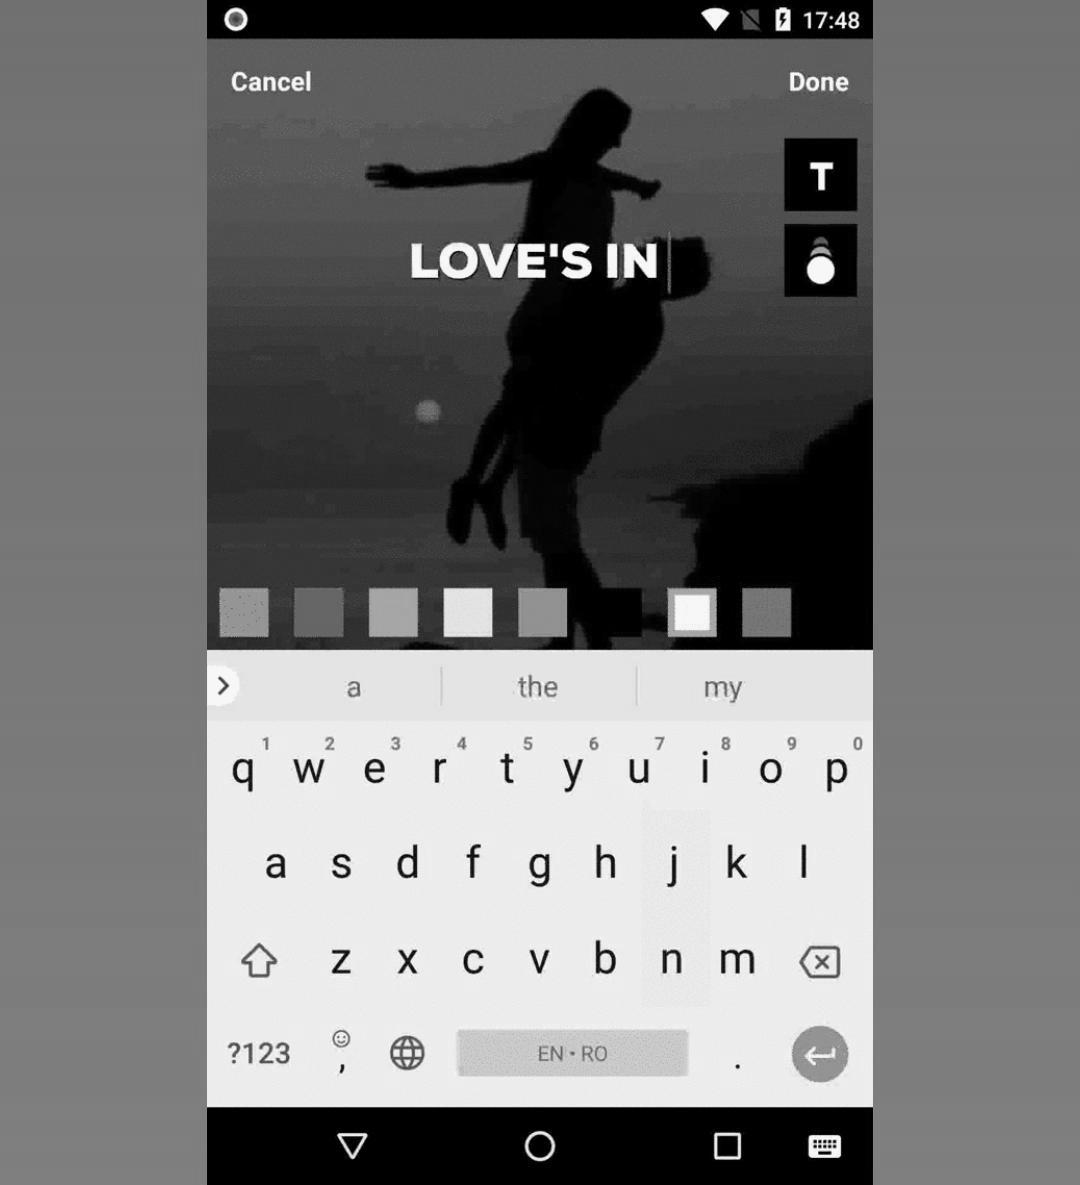 17:48
Cancel
Done
T
LOVE'S IN
a the my
1 2 3 4 5 6 7 8 9 0
q w e r t y u i o p
a s d f g h j k l
z x c v b n m
?123 , EN • RO .